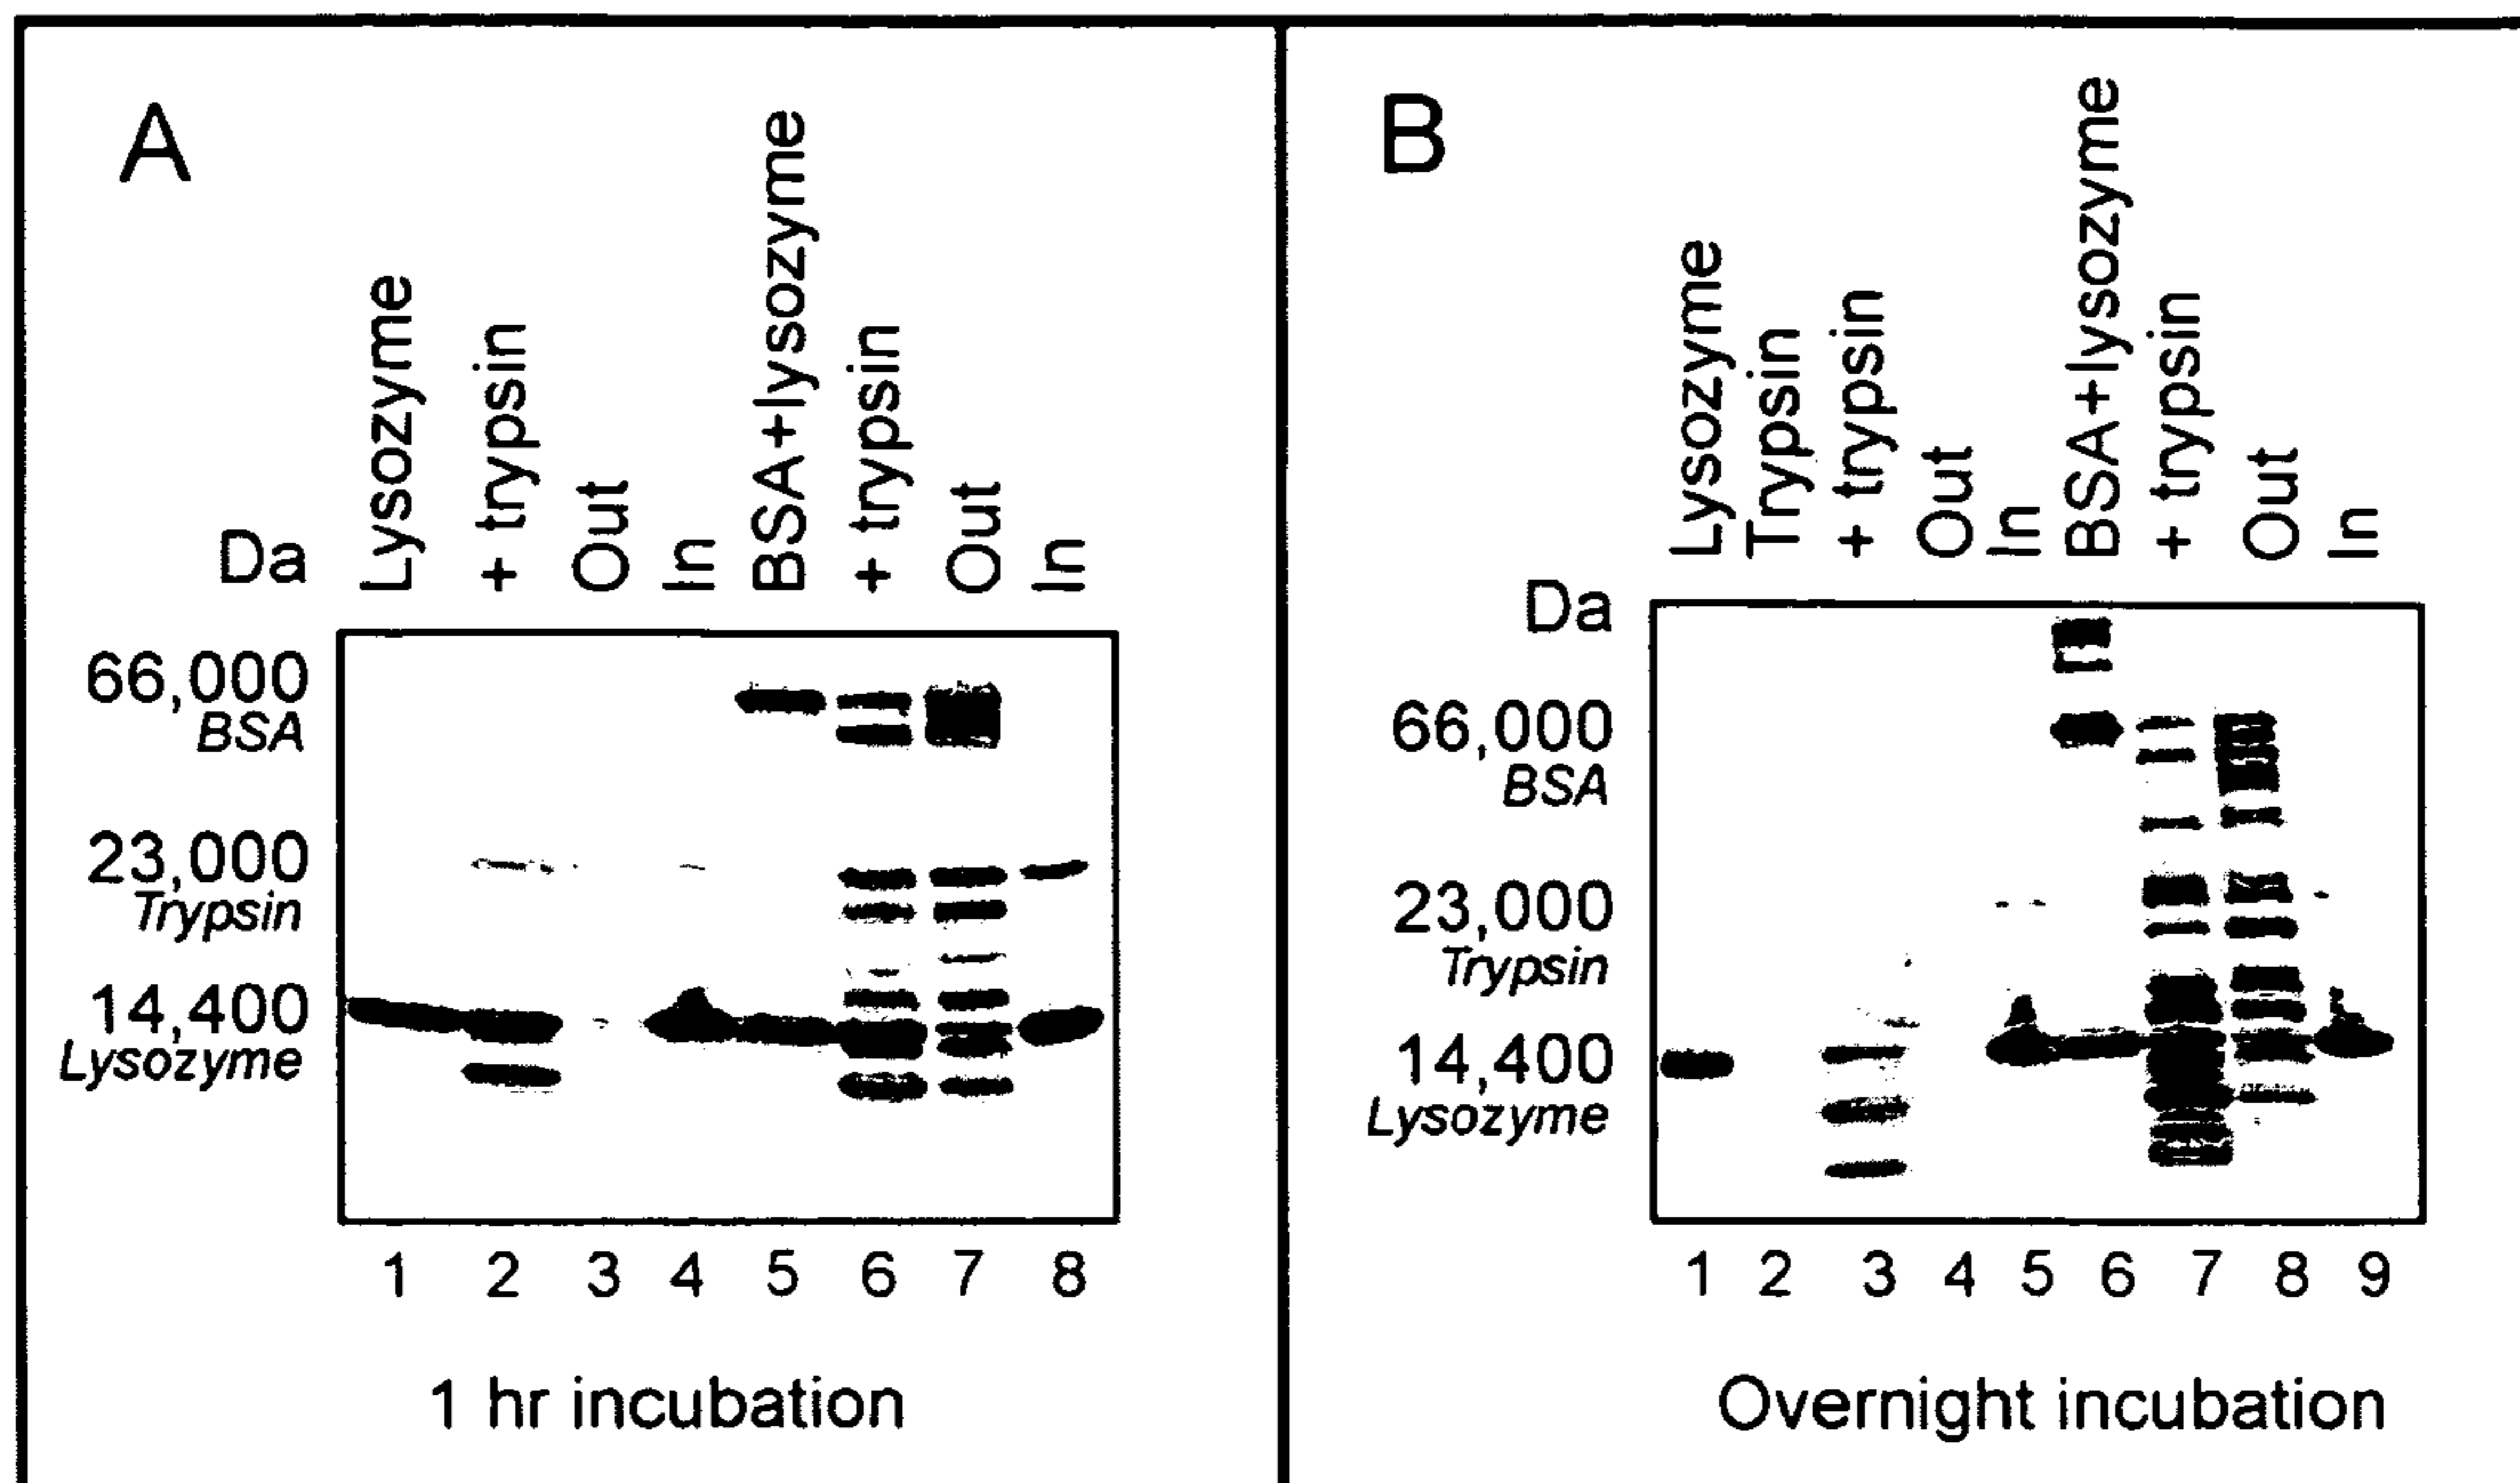 A
Lysozyme
+ trypsin
Out
In
BSA+lysozyme
+ trypsin
Out
In
Da
66,000
BSA
23,000
Trypsin
14,400
Lysozyme
1 2 3 4 5 6 7 8
1 hr incubation
B
Lysozyme
Trypsin
+ trypsin
Out
In
BSA+lysozyme
+ trypsin
Out
In
Da
66,000
BSA
23,000
Trypsin
14,400
Lysozyme
1 2 3 4 5 6 7 8 9
Overnight incubation